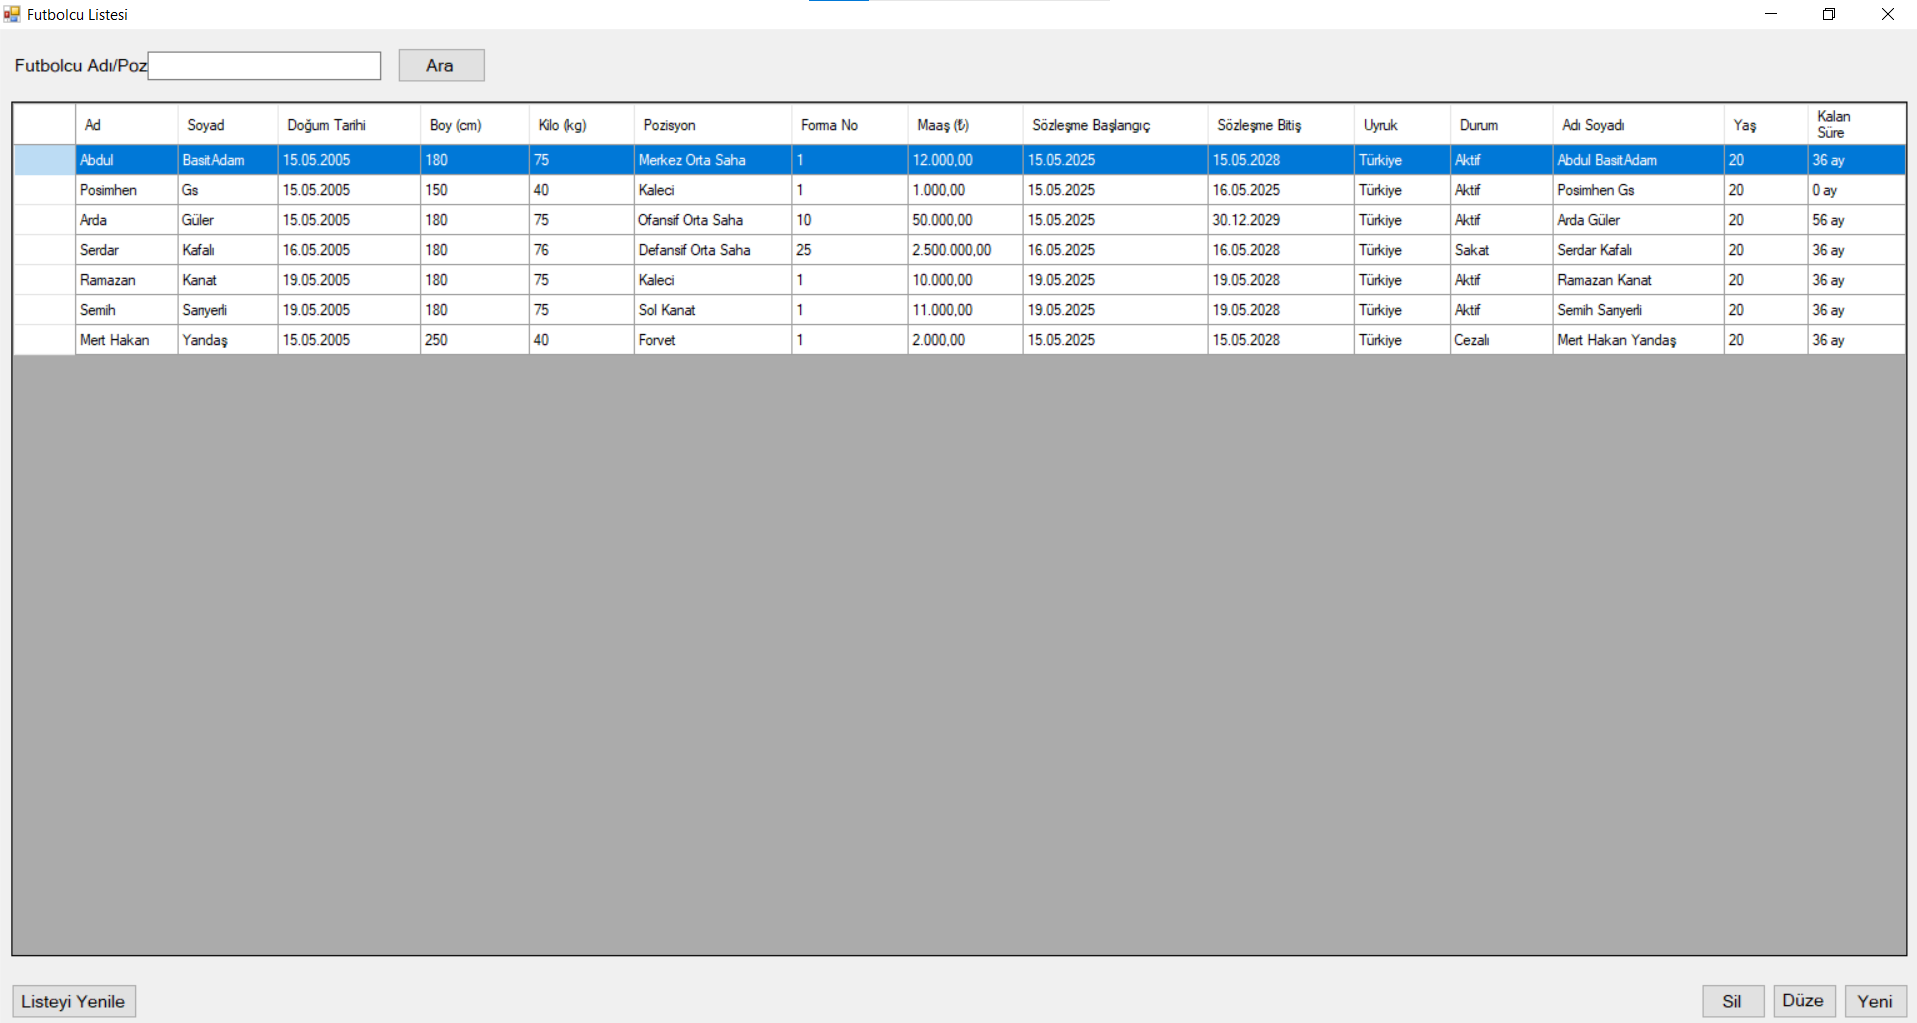 Futbolcu Listesi
Futbolcu Adı/Poz Ara
Ad Soyad Doğum Tarihi Boy (cm) Kilo (kg) Pozisyon Forma No Maaş (₺) Sözleşme Başlangıç Sözleşme Bitiş Uyruk Durum Adı Soyadı Yaş Kalan Süre
Abdul BasitAdam 15.05.2005 180 75 Merkez Orta Saha 1 12.000,00 15.05.2025 15.05.2028 Türkiye Aktif Abdul BasitAdam 20 36 ay
Posimhen Gs 15.05.2005 150 40 Kaleci 1 1.000,00 15.05.2025 16.05.2025 Türkiye Aktif Posimhen Gs 20 0 ay
Arda Güler 15.05.2005 180 75 Ofansif Orta Saha 10 50.000,00 15.05.2025 30.12.2029 Türkiye Aktif Arda Güler 20 56 ay
Serdar Kafalı 16.05.2005 180 76 Defansif Orta Saha 25 2.500.000,00 16.05.2025 16.05.2028 Türkiye Sakat Serdar Kafalı 20 36 ay
Ramazan Kanat 19.05.2005 180 75 Kaleci 1 10.000,00 19.05.2025 19.05.2028 Türkiye Aktif Ramazan Kanat 20 36 ay
Semih Sarıyerli 19.05.2005 180 75 Sol Kanat 1 11.000,00 19.05.2025 19.05.2028 Türkiye Aktif Semih Sarıyerli 20 36 ay
Mert Hakan Yandaş 15.05.2005 250 40 Forvet 1 2.000,00 15.05.2025 15.05.2028 Türkiye Cezalı Mert Hakan Yandaş 20 36 ay
Listeyi Yenile Sil Düze Yeni